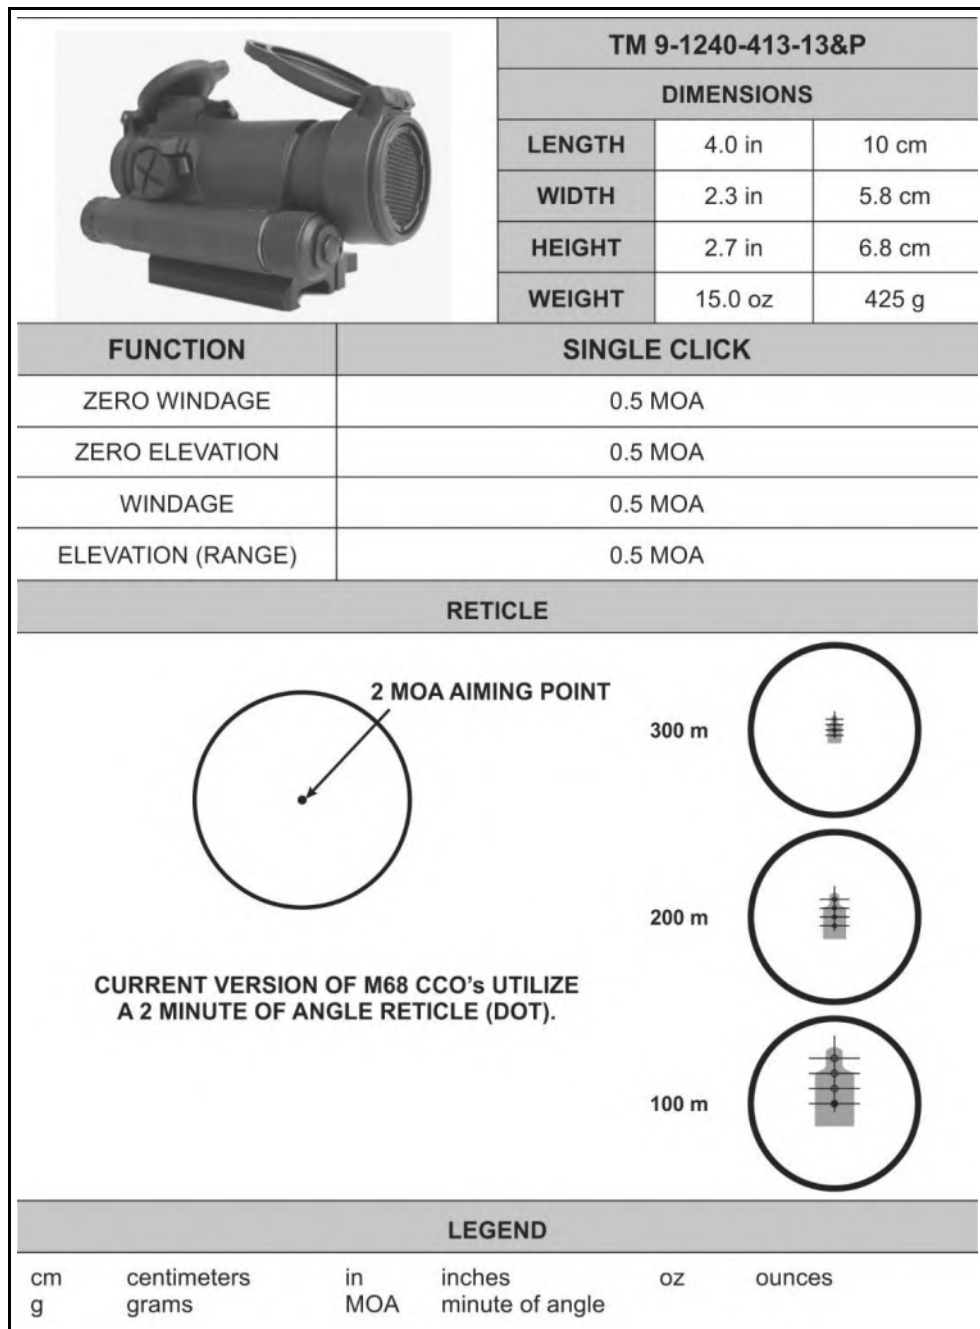 TM 9-1240-413-13&P
DIMENSIONS
LENGTH 4.0 in 10 cm
WIDTH 2.3 in 5.8 cm
HEIGHT 2.7 in 6.8 cm
WEIGHT 15.0 oz 425 g
FUNCTION SINGLE CLICK
ZERO WINDAGE 0.5 MOA
ZERO ELEVATION 0.5 MOA
WINDAGE 0.5 MOA
ELEVATION (RANGE) 0.5 MOA
RETICLE
2 MOA AIMING POINT
300 m
200 m
CURRENT VERSION OF M68 CCO's UTILIZE
A 2 MINUTE OF ANGLE RETICLE (DOT).
100 m
LEGEND
cm centimeters in inches oz ounces
g grams MOA minute of angle